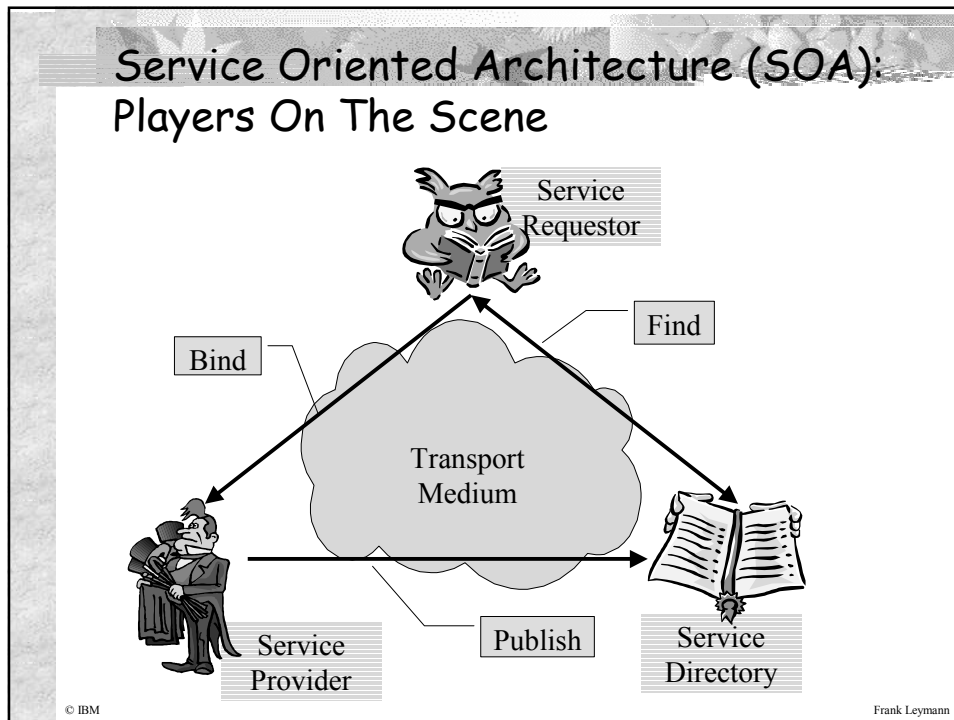 Service Oriented Architecture (SOA):
Players On The Scene
Service
Requestor
Find
Bind
Transport
Medium
Publish
Service
Provider
Service
Directory
© IBM
Frank Leymann